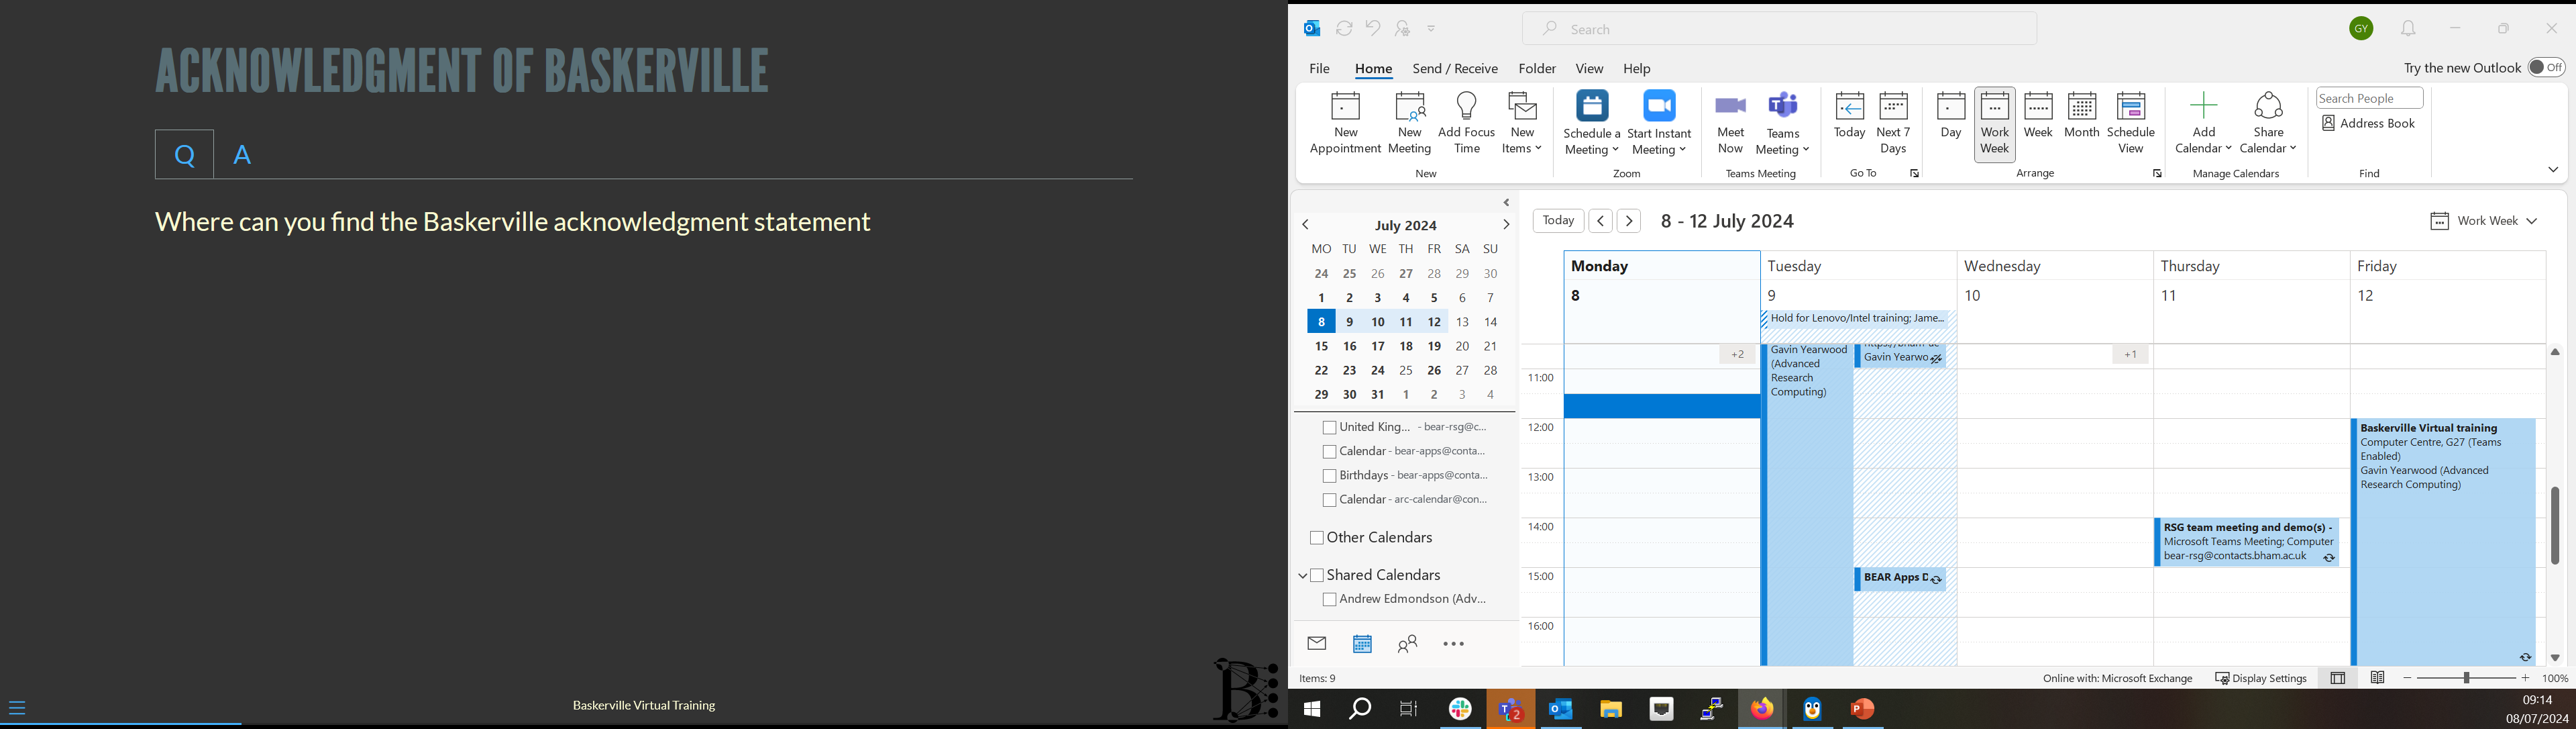 ACKNOWLEDGMENT OF BASKERVILLE
Q A
Where can you find the Baskerville acknowledgment statement
Baskerville Virtual Training
Search
GY
File Home Send / Receive Folder View Help
Try the new Outlook Off
New Appointment
New Meeting
Add Focus Time
New Items
New
Schedule a Meeting
Start Instant Meeting
Zoom
Meet Now
Teams Meeting
Teams Meeting
Today
Next 7 Days
Go To
Day
Work Week
Week
Month
Schedule View
Arrange
Add Calendar
Share Calendar
Manage Calendars
Search People
Address Book
Find
July 2024
MO TU WE TH FR SA SU
24 25 26 27 28 29 30
1 2 3 4 5 6 7
8 9 10 11 12 13 14
15 16 17 18 19 20 21
22 23 24 25 26 27 28
29 30 31 1 2 3 4
United King... - bear-rsg@c...
Calendar - bear-apps@conta...
Birthdays - bear-apps@conta...
Calendar - arc-calendar@con...
Other Calendars
Shared Calendars
Andrew Edmondson (Adv...
Today
8 - 12 July 2024
Work Week
Monday Tuesday Wednesday Thursday Friday
8 9 10 11 12
Hold for Lenovo/Intel training; Jame...
+2
Gavin Yearwood
(Advanced
Research
Computing)
Gavin Yearwo
+1
11:00
12:00
13:00
14:00
15:00
16:00
BEAR Apps D
RSG team meeting and demo(s) -
Microsoft Teams Meeting; Computer
bear-rsg@contacts.bham.ac.uk
Baskerville Virtual training
Computer Centre, G27 (Teams
Enabled)
Gavin Yearwood (Advanced
Research Computing)
Items: 9
Online with: Microsoft Exchange
Display Settings
100%
2
09:14
08/07/2024